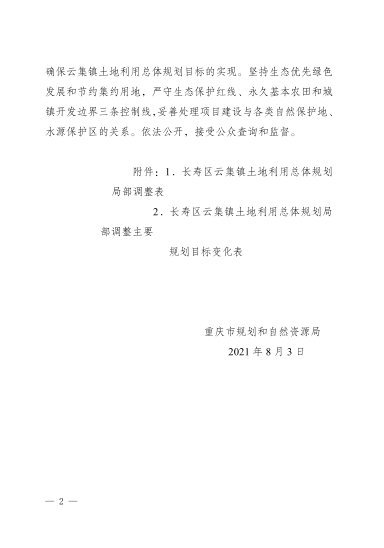 确保云集镇土地利用总体规划目标的实现。坚持生态优先绿色
发展和节约集约用地，严守生态保护红线、永久基本农田和城
镇开发边界三条控制线，妥善处理项目建设与各类自然保护地、
水源保护区的关系。依法公开，接受公众查询和监督。
附件：1．长寿区云集镇土地利用总体规划
局部调整表
2．长寿区云集镇土地利用总体规划局
部调整主要
规划目标变化表
重庆市规划和自然资源局
2021 年 8 月 3 日
— 2 —